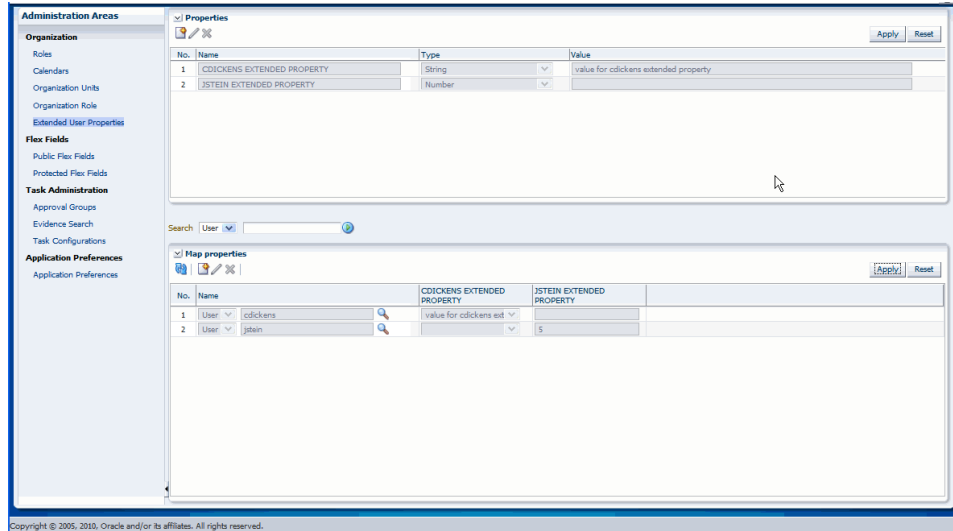 Administration Areas
Organization
Roles
Calendars
Organization Units
Organization Role
Extended User Properties
Flex Fields
Public Flex Fields
Protected Flex Fields
Task Administration
Approval Groups
Evidence Search
Task Configurations
Application Preferences
Application Preferences
Properties
Apply Reset
No. Name Type Value
1 CDICKENS EXTENDED PROPERTY String value for cdickens extended property
2 JSTEIN EXTENDED PROPERTY Number
Search User
Map properties
Apply Reset
No. Name CDICKENS EXTENDED PROPERTY JSTEIN EXTENDED PROPERTY
1 User cdickens value for cdickens ext
2 User jstein 5
Copyright © 2005, 2010, Oracle and/or its affiliates. All rights reserved.